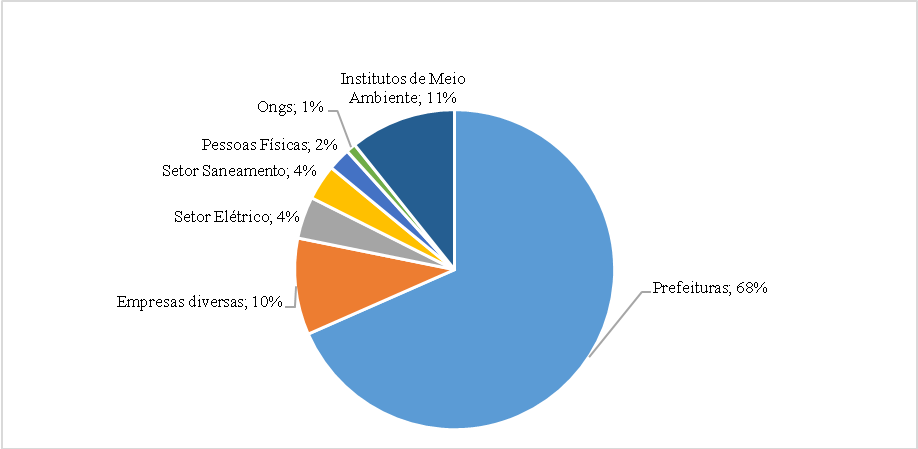 Institutos de Meio
Ambiente; 11%
Ongs; 1%
Pessoas Físicas; 2%
Setor Saneamento; 4%
Setor Elétrico; 4%
Empresas diversas; 10%
Prefeituras; 68%